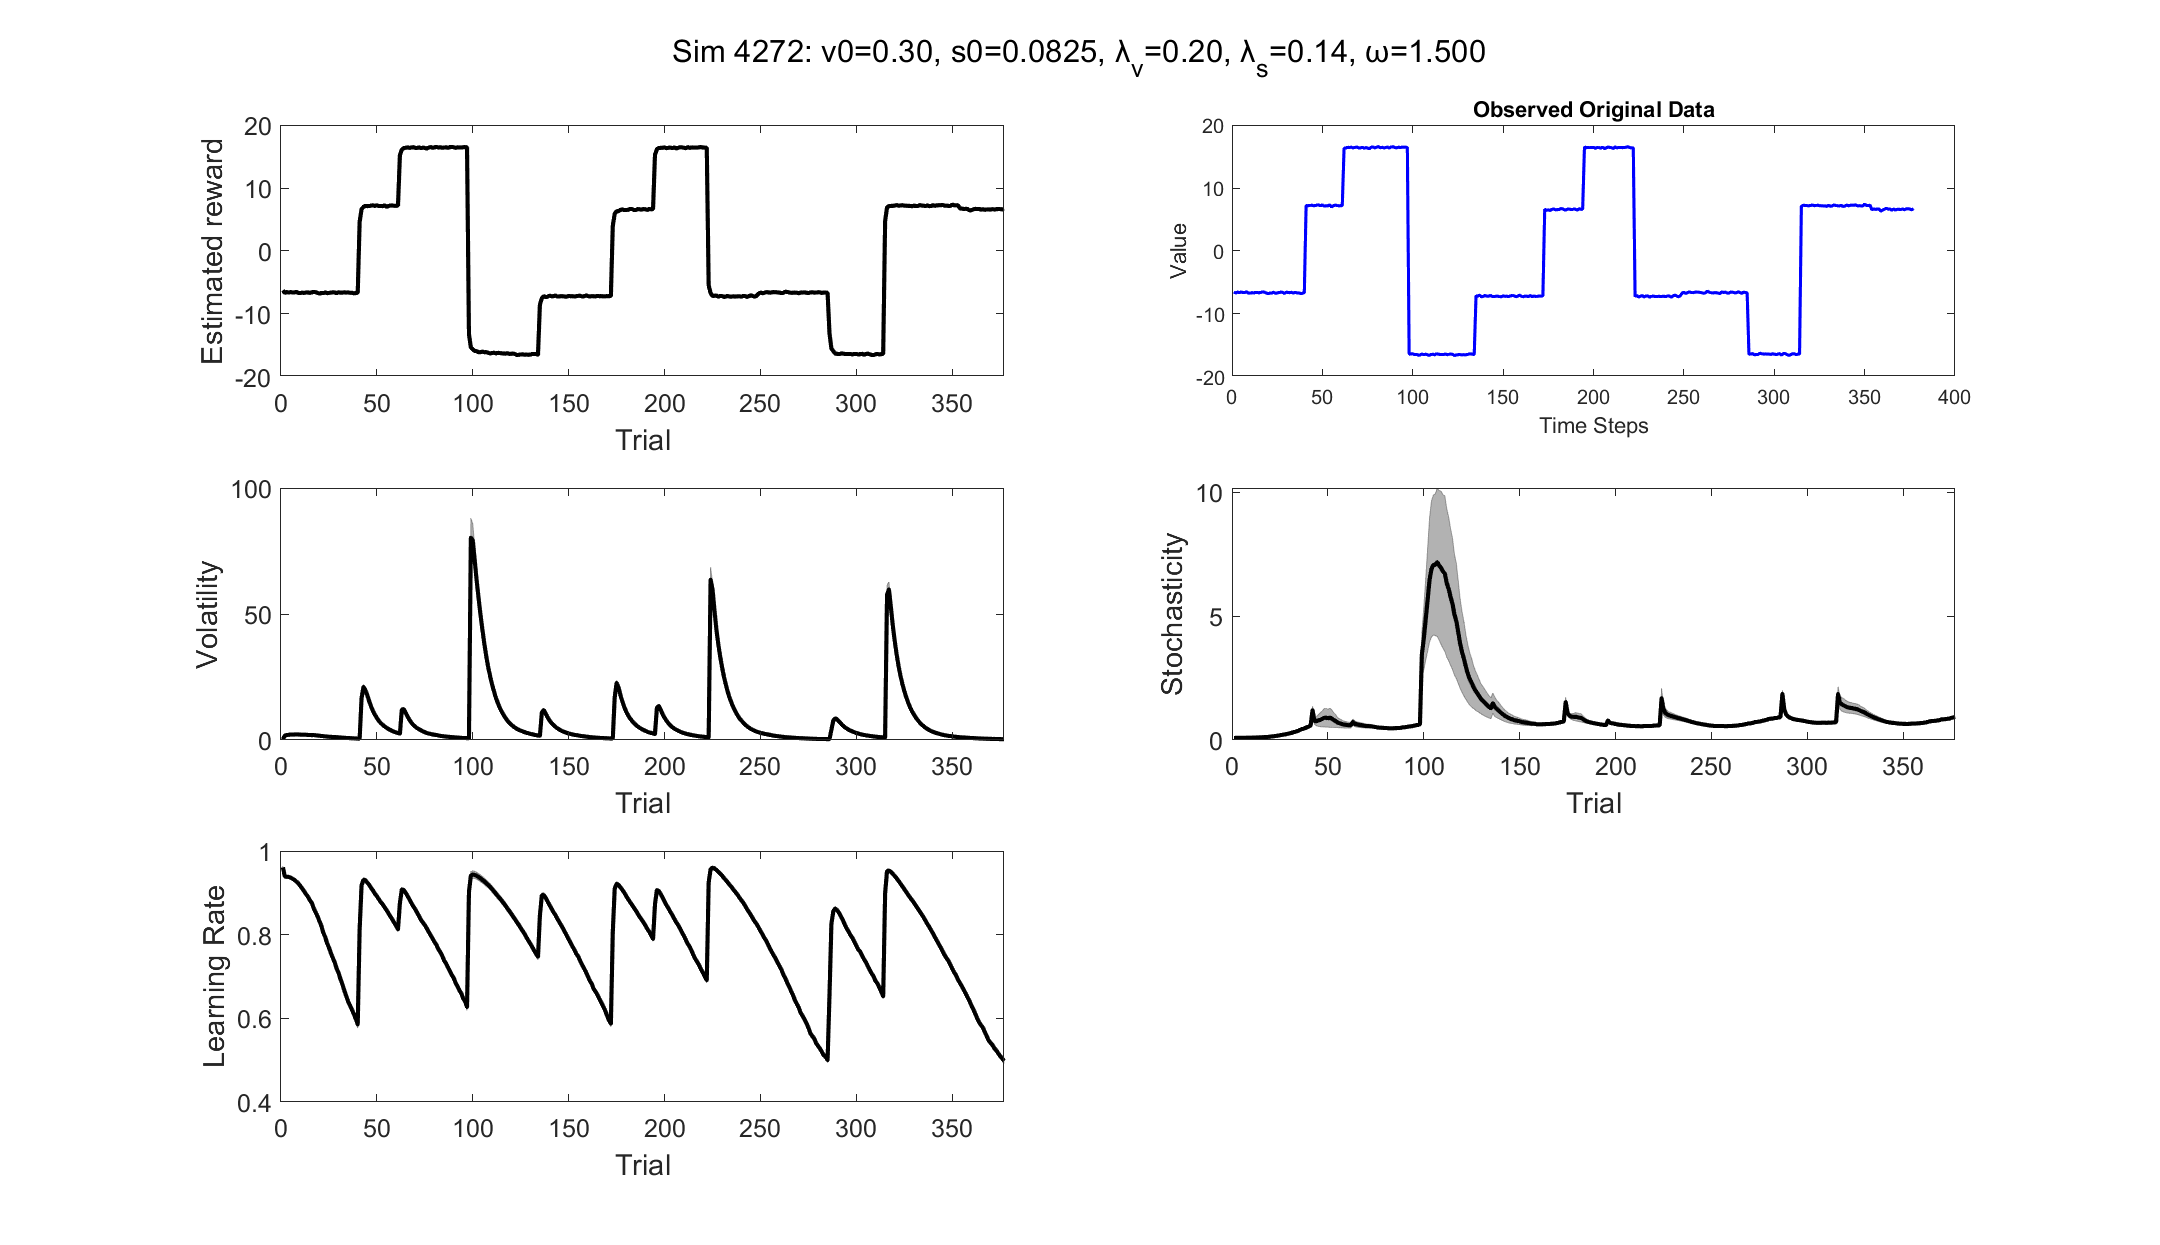 Sim 4272: v0=0.30, s0=0.0825, λv=0.20, λs=0.14, ω=1.500
Estimated reward
20
10
0
-10
-20
0 50 100 150 200 250 300 350
Trial
Observed Original Data
Value
20
10
0
-10
-20
0 50 100 150 200 250 300 350 400
Time Steps
Volatility
100
50
0
0 50 100 150 200 250 300 350
Trial
Stochasticity
10
5
0
0 50 100 150 200 250 300 350
Trial
Learning Rate
1
0.8
0.6
0.4
0 50 100 150 200 250 300 350
Trial